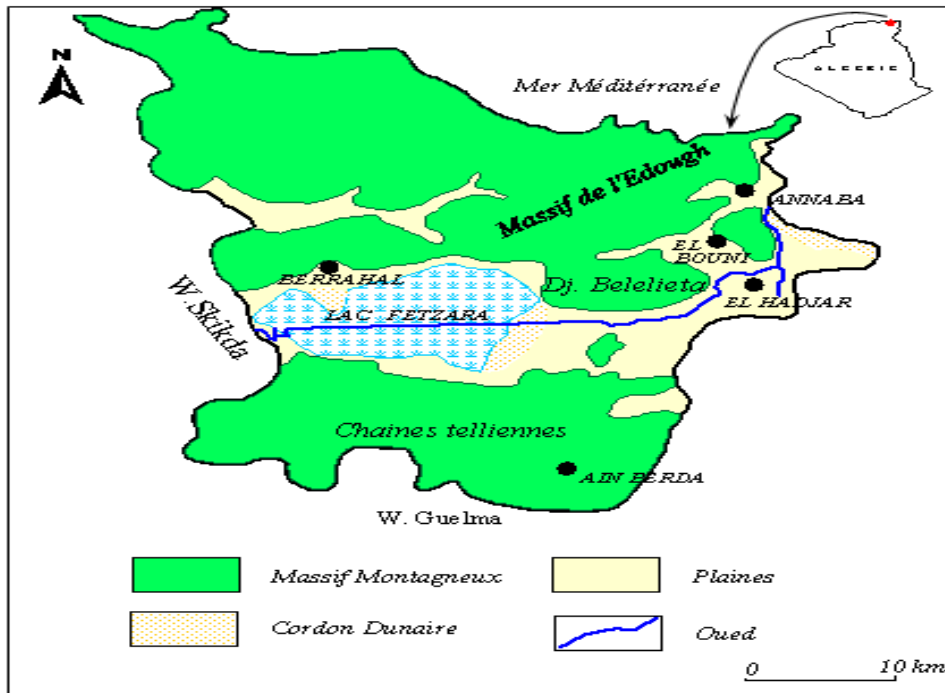 N
ALGERIE
Mer Méditérranée
Massif de l'Edough
ANNABA
EL
BOUNI
BERRAHAL
Dj. Belelieta
EL HADJAR
LAC FETZARA
W. Skikda
Chaines telliennes
AIN BERDA
W. Guelma
Massif Montagneux
Plaines
Cordon Dunaire
Oued
0 10 km